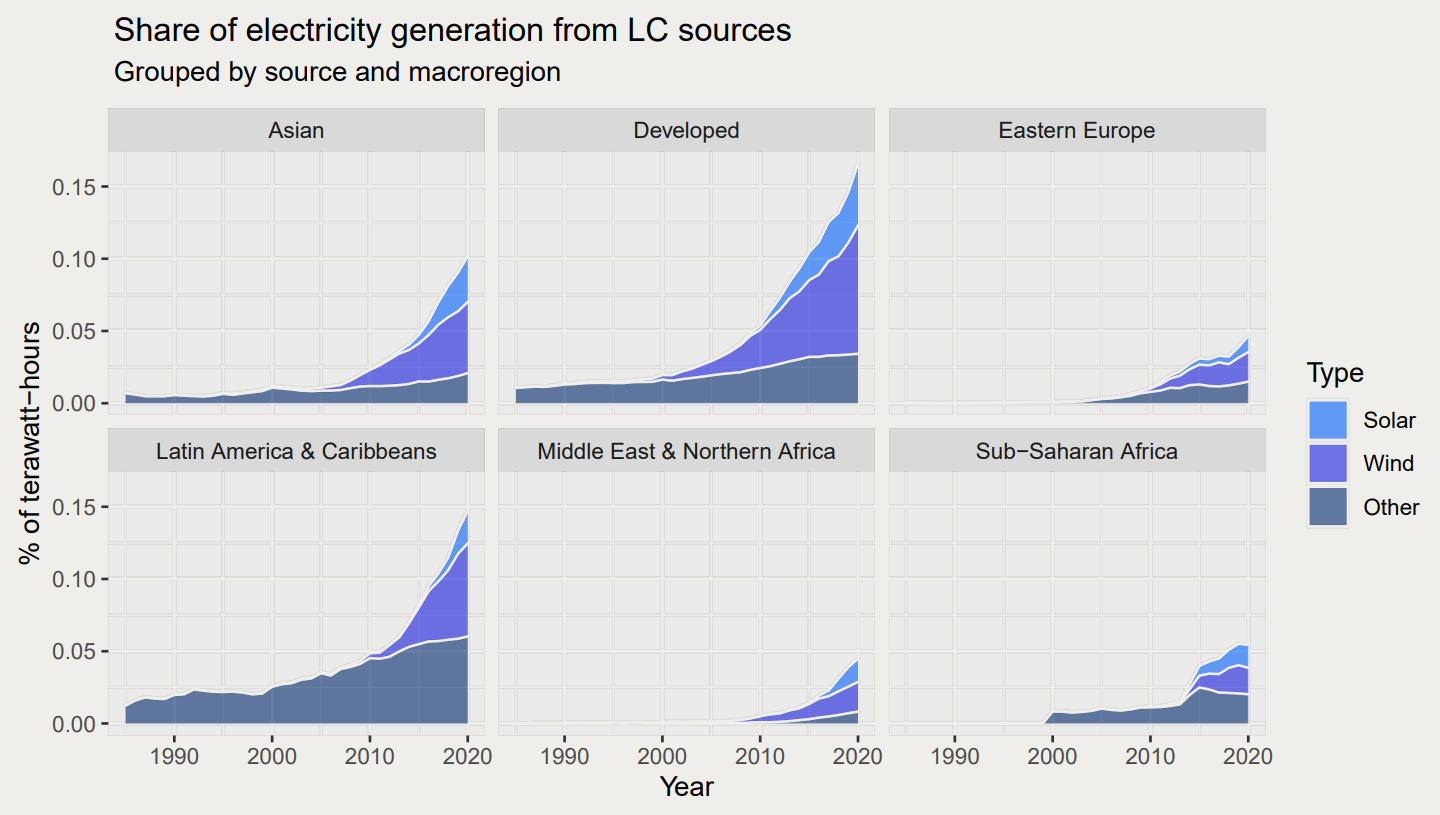 Share of electricity generation from LC sources
Grouped by source and macroregion
Asian
Developed
Eastern Europe
0.15
0.10
0.05
0.00
Latin America & Caribbeans
Middle East & Northern Africa
Sub−Saharan Africa
0.15
0.10
0.05
0.00
1990 2000 2010 2020
1990 2000 2010 2020
1990 2000 2010 2020
Year
% of terawatt−hours
Type
Solar
Wind
Other